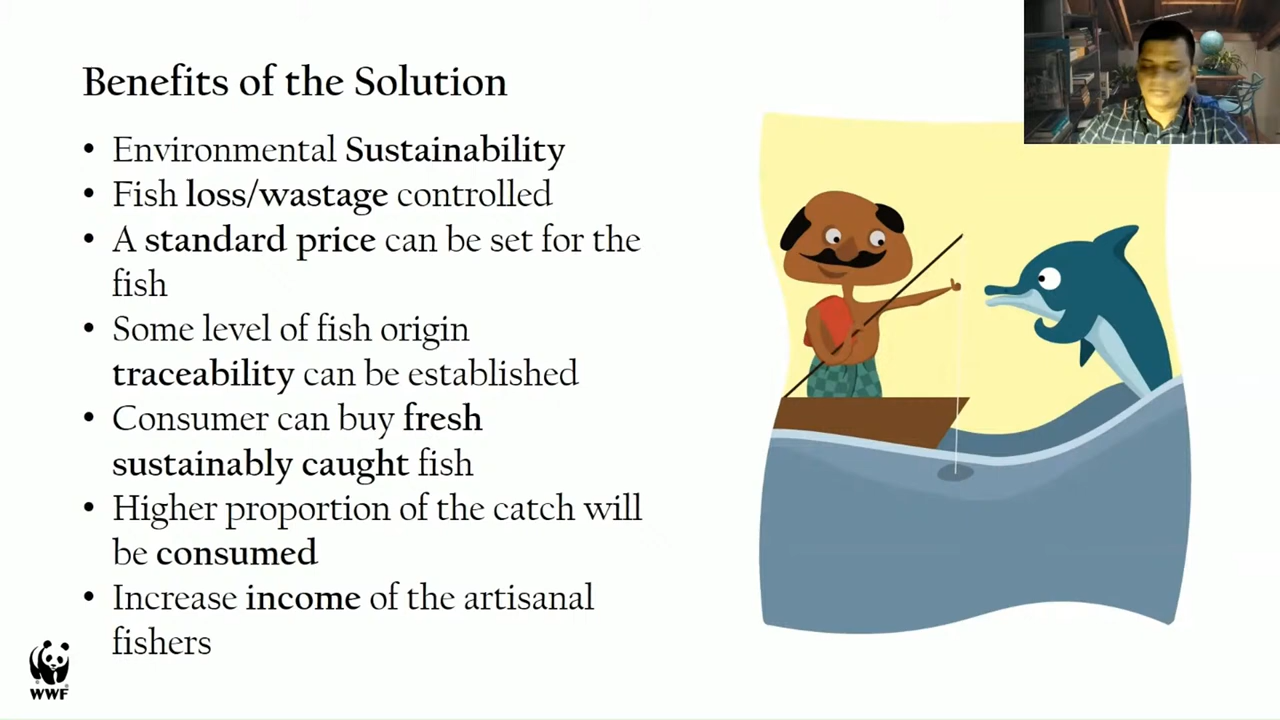 Benefits of the Solution
• Environmental Sustainability
• Fish loss/wastage controlled
• A standard price can be set for the
fish
• Some level of fish origin
traceability can be established
• Consumer can buy fresh
sustainably caught fish
• Higher proportion of the catch will
be consumed
• Increase income of the artisanal
fishers
WWF